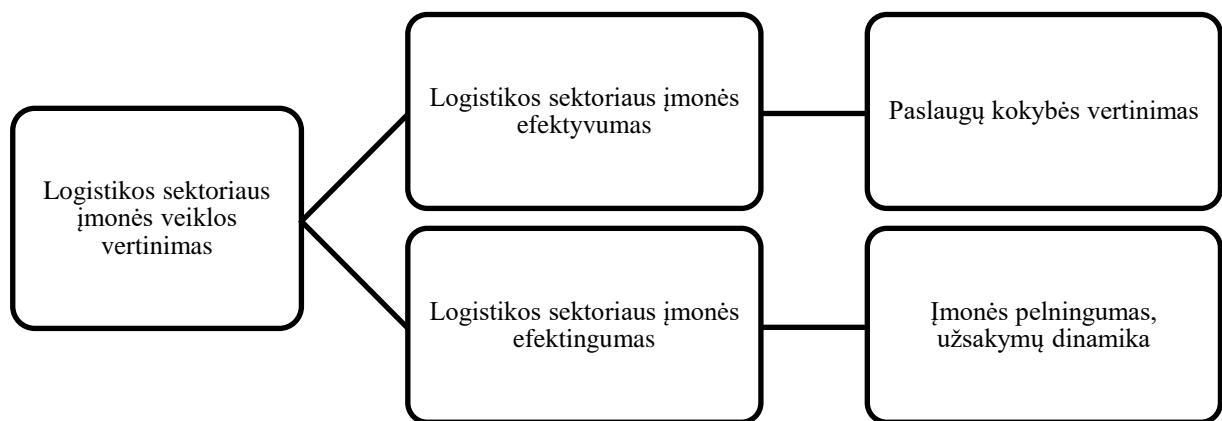 Logistikos sektoriaus
įmonės veiklos
vertinimas
Logistikos sektoriaus įmonės
efektyvumas
Paslaugų kokybės vertinimas
Logistikos sektoriaus įmonės
efektingumas
Įmonės pelningumas,
užsakymų dinamika